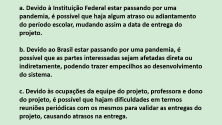 a. Devido à Instituição Federal estar passando por uma
pandemia, é possível que haja algum atraso ou adiantamento
do período escolar, mudando assim a data de entrega do
projeto.
b. Devido ao Brasil estar passando por uma pandemia, é
possível que as partes interessadas sejam afetadas direta ou
indiretamente, podendo trazer empecilhos ao desenvolvimento
do sistema.
c. Devido às ocupações da equipe do projeto, professora e dono
do projeto, é possível que hajam dificuldades em termos
reuniões periódicas com os mesmos para validar as entregas do
projeto, causando atrasos na entrega.